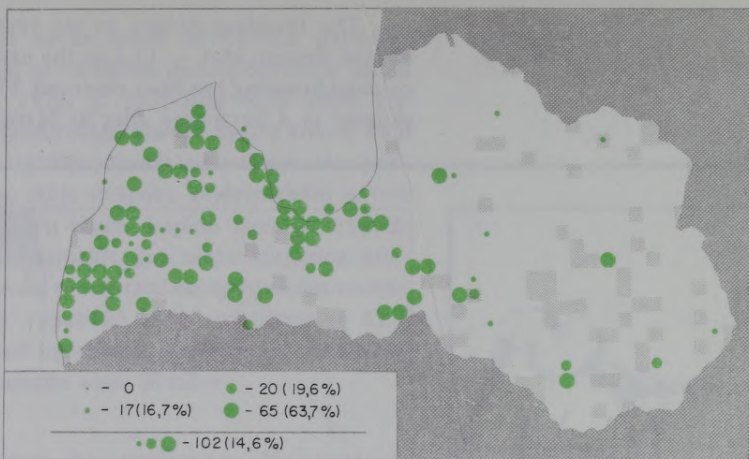 - 0
- 20 (19,6%)
- 17(16,7%)
- 65 (63,7%)
- 102(14,6%)